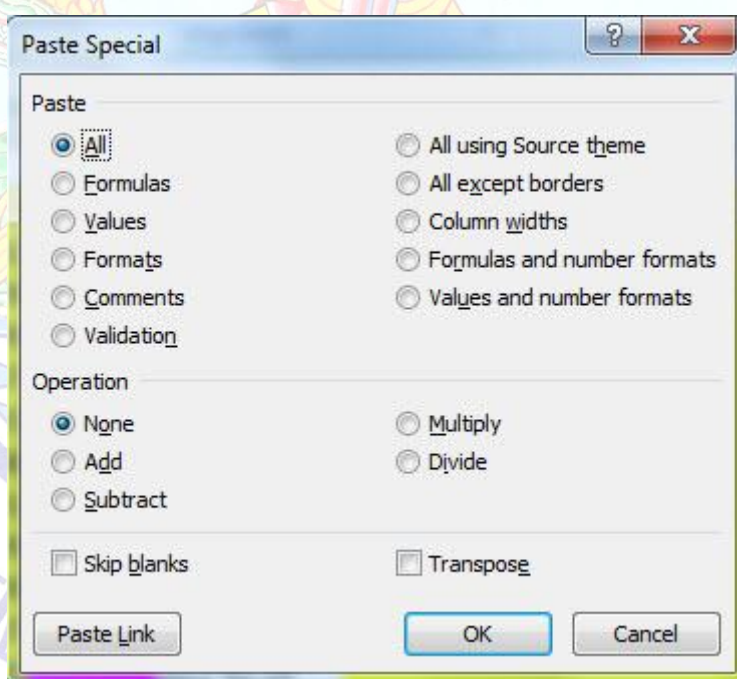 Paste Special
Paste
All
All using Source theme
Formulas
All except borders
Values
Column widths
Formats
Formulas and number formats
Comments
Values and number formats
Validation
Operation
None
Multiply
Add
Divide
Subtract
Skip blanks
Transpose
Paste Link
OK
Cancel